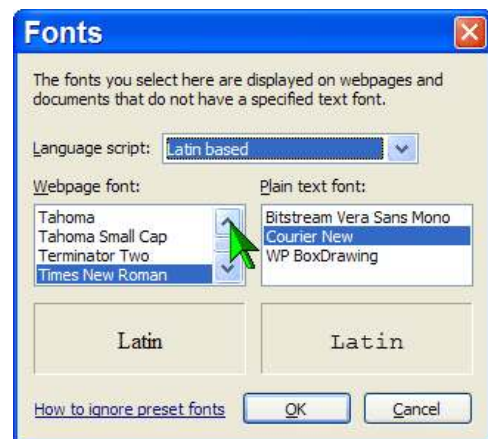 Fonts
The fonts you select here are displayed on webpages and
documents that do not have a specified text font.
Language script: Latin based
Webpage font: Plain text font:
Tahoma
Tahoma Small Cap
Terminator Two
Times New Roman
Bitstream Vera Sans Mono
Courier New
WP BoxDrawing
Latin
Latin
How to ignore preset fonts OK Cancel